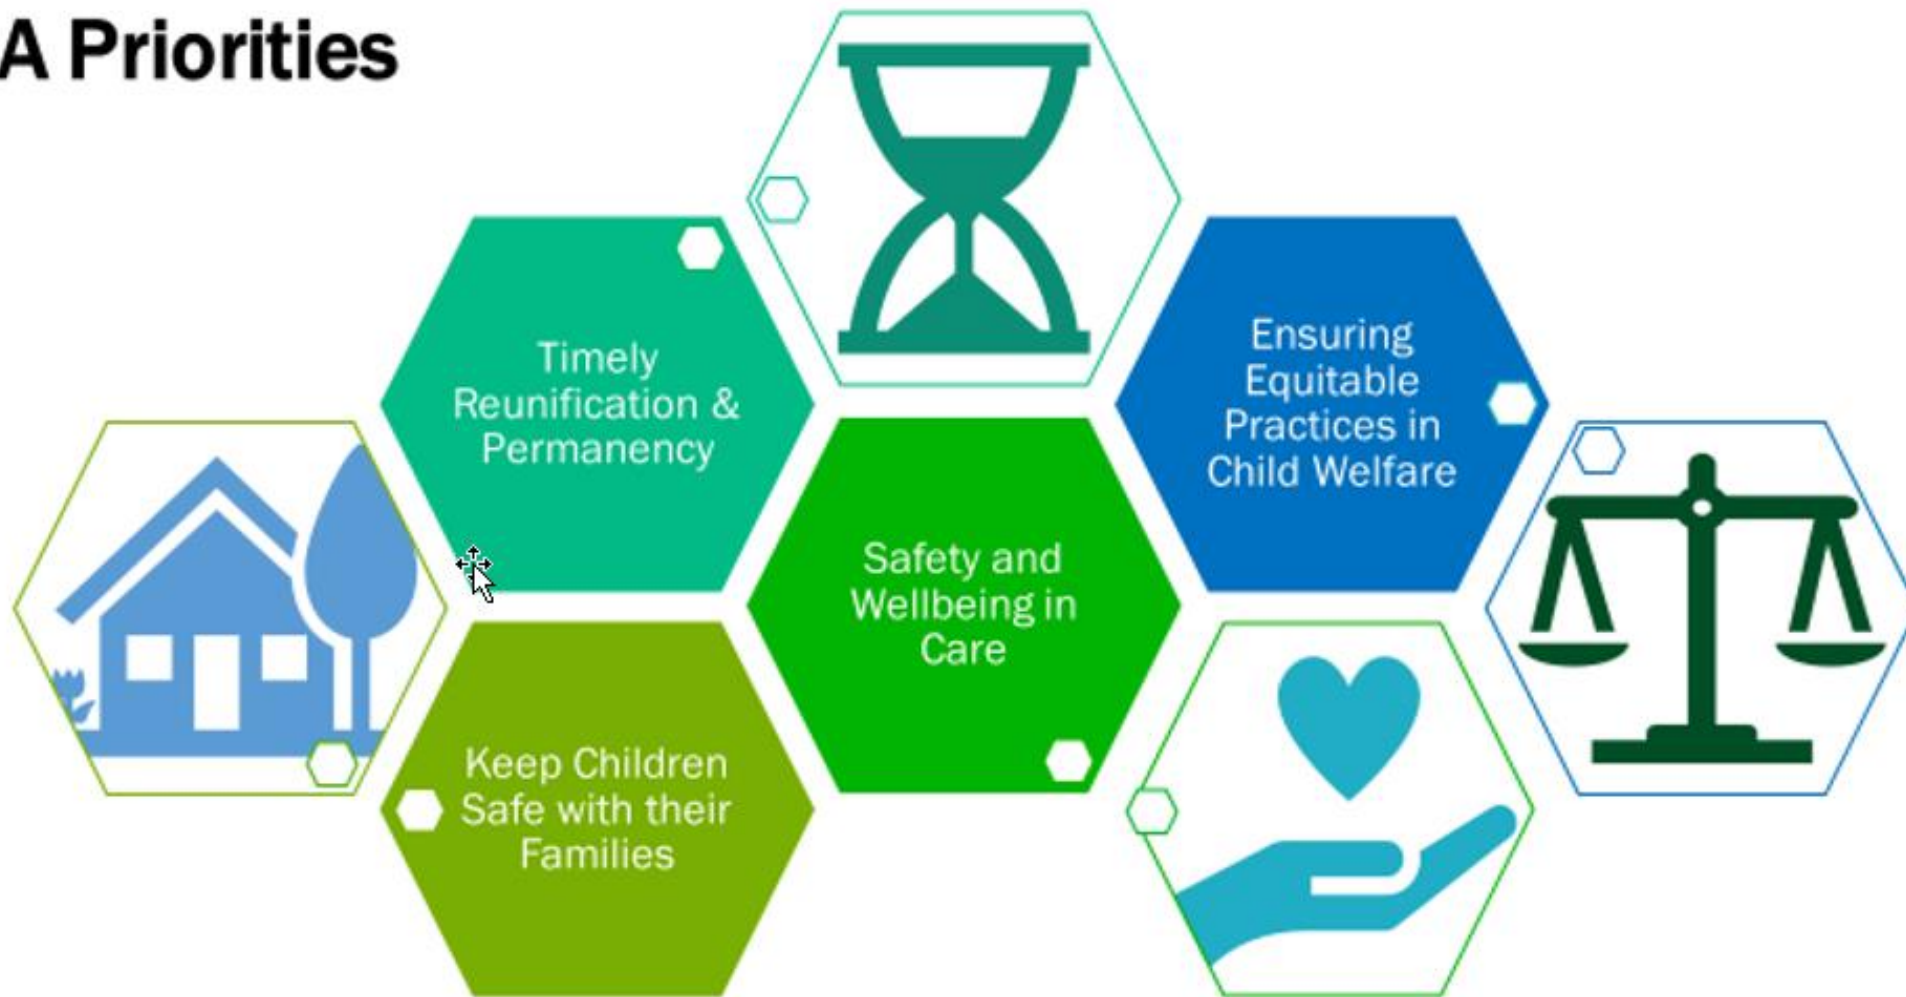 A Priorities
Timely
Reunification &
Permanency
Ensuring
Equitable
Practices in
Child Welfare
Safety and
Wellbeing in
Care
Keep Children
Safe with their
Families